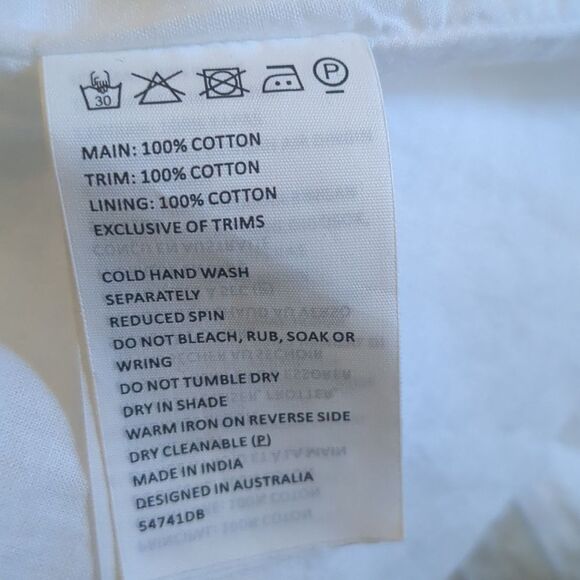 30
P
MAIN: 100% COTTON
TRIM: 100% COTTON
LINING: 100% COTTON
EXCLUSIVE OF TRIMS
COLD HAND WASH
SEPARATELY
REDUCED SPIN
DO NOT BLEACH, RUB, SOAK OR
WRING
DO NOT TUMBLE DRY
DRY IN SHADE
WARM IRON ON REVERSE SIDE
DRY CLEANABLE (P)
MADE IN INDIA
DESIGNED IN AUSTRALIA
54741DB